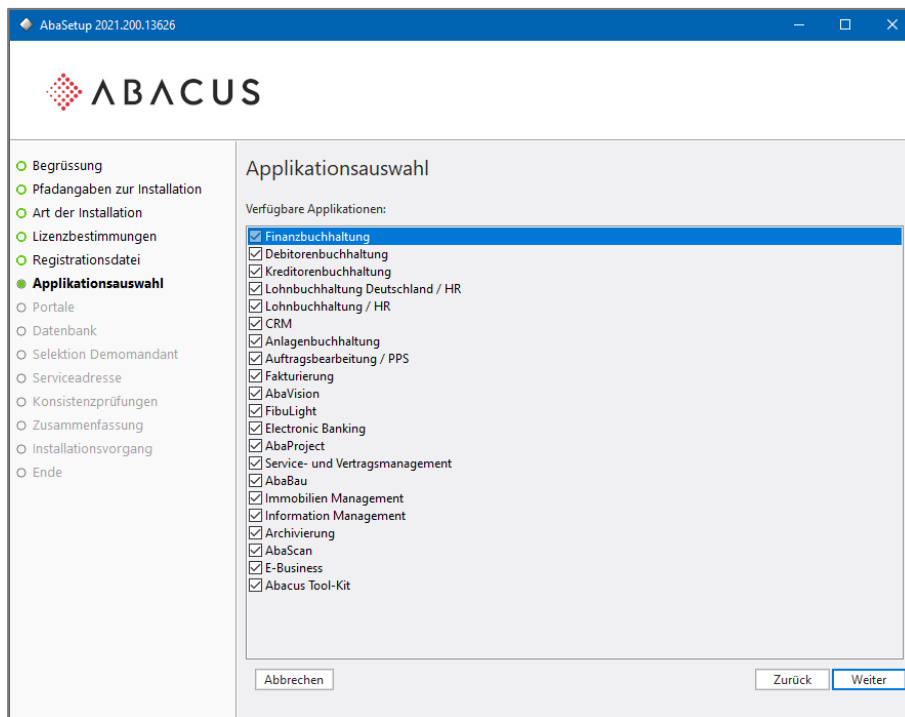 AbaSetup 2021.200.13626
ABACUS
Begrüssung
Pfadangaben zur Installation
Art der Installation
Lizenzbestimmungen
Registrationsdatei
Applikationsauswahl
Portale
Datenbank
Selektion Demomandant
Serviceadresse
Konsistenzprüfungen
Zusammenfassung
Installationsvorgang
Ende
Applikationsauswahl
Verfügbare Applikationen:
Finanzbuchhaltung
Debitorenbuchhaltung
Kreditorenbuchhaltung
Lohnbuchhaltung Deutschland / HR
Lohnbuchhaltung / HR
CRM
Anlagenbuchhaltung
Auftragsbearbeitung / PPS
Fakturierung
AbaVision
FibuLight
Electronic Banking
AbaProject
Service- und Vertragsmanagement
AbaBau
Immobilien Management
Information Management
Archivierung
AbaScan
E-Business
Abacus Tool-Kit
Abbrechen
Zurück
Weiter